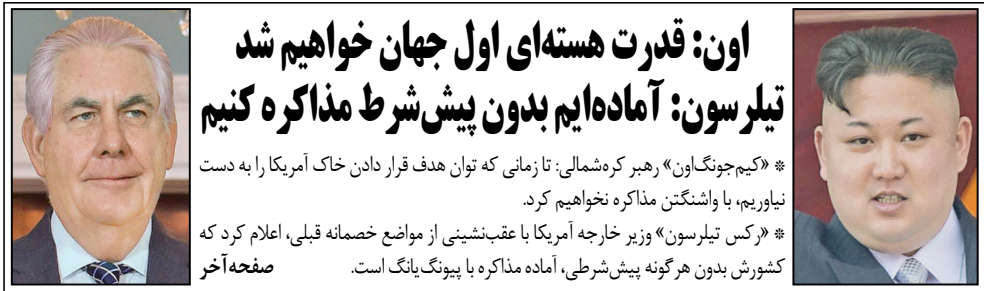 اون: قدرت هسته‌ای اول جهان خواهیم شد
تیلرسون: آماده‌ایم بدون پیش‌شرط مذاکره کنیم
* «کیم‌جونگ‌اون» رهبر کره‌شمالی: تا زمانی که توان هدف قرار دادن خاک آمریکا را به دست
نیاوریم، با واشنگتن مذاکره نخواهیم کرد.
* «رکس تیلرسون» وزیر خارجه آمریکا با عقب‌نشینی از مواضع خصمانه قبلی، اعلام کرد که
کشورش بدون هرگونه پیش‌شرطی، آماده مذاکره با پیونگ‌یانگ است. صفحه‌آخر